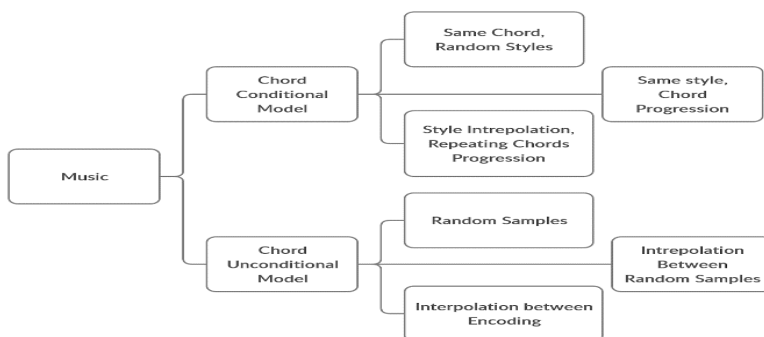 Same Chord,
Random Styles
Chord
Conditional
Model
Same style,
Chord
Progression
Style Intrepolation,
Repeating Chords
Progression
Music
Random Samples
Chord
Unconditional
Model
Intrepolation
Between
Random Samples
Interpolation between
Encoding